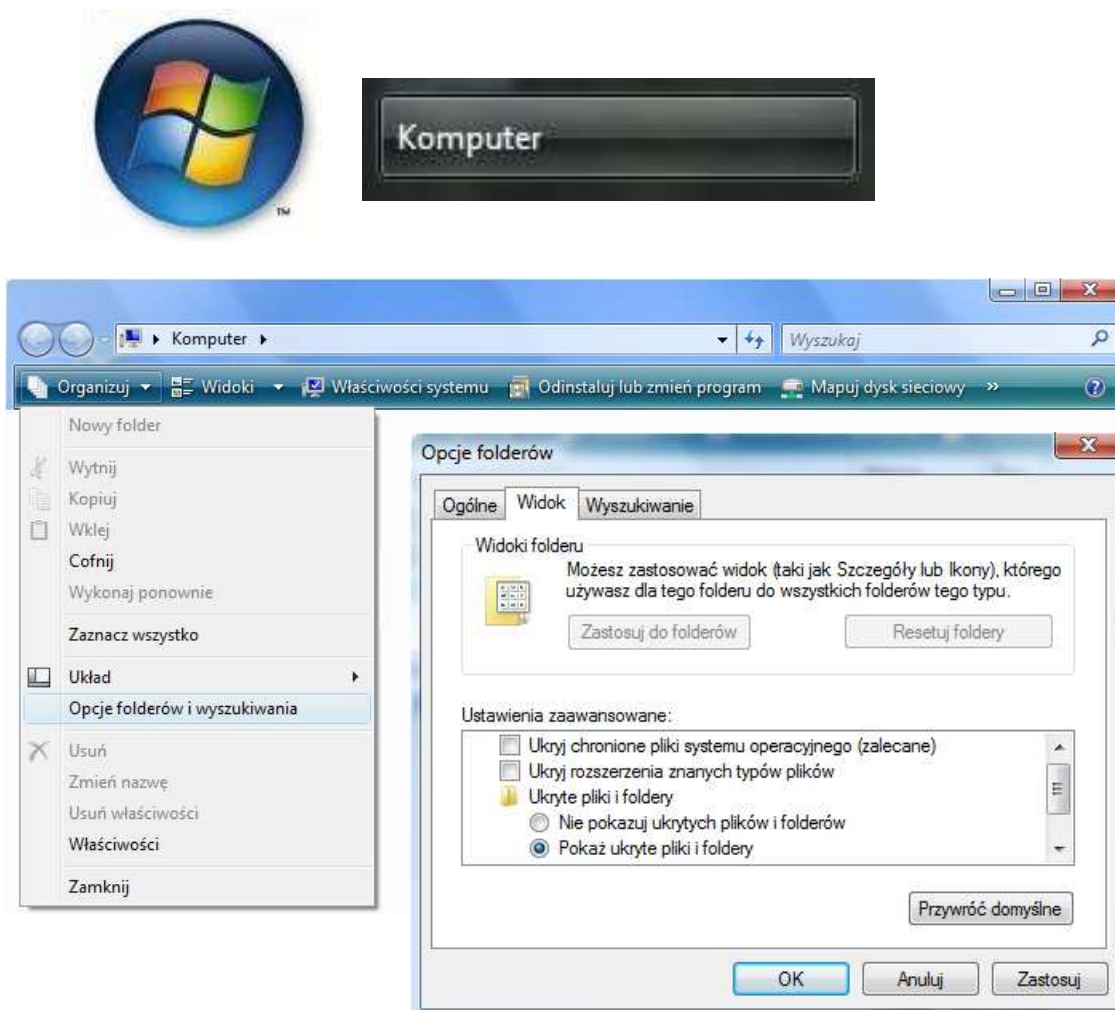 TM
Komputer
Komputer
Wyszukaj
Organizuj Widoki Właściwości systemu Odinstaluj lub zmień program Mapuj dysk sieciowy »
Nowy folder
Wytnij
Kopiuj
Wklej
Cofnij
Wykonaj ponownie
Zaznacz wszystko
Układ
Opcje folderów i wyszukiwania
Usuń
Zmień nazwę
Usuń właściwości
Właściwości
Zamknij
Opcje folderów
Ogólne Widok Wyszukiwanie
Widoki folderu
Możesz zastosować widok (taki jak Szczegóły lub Ikony), którego
używasz dla tego folderu do wszystkich folderów tego typu.
Zastosuj do folderów Resetuj foldery
Ustawienia zaawansowane:
Ukryj chronione pliki systemu operacyjnego (zalecane)
Ukryj rozszerzenia znanych typów plików
Ukryte pliki i foldery
Nie pokazuj ukrytych plików i folderów
Pokaż ukryte pliki i foldery
Przywróć domyślne
OK Anuluj Zastosuj